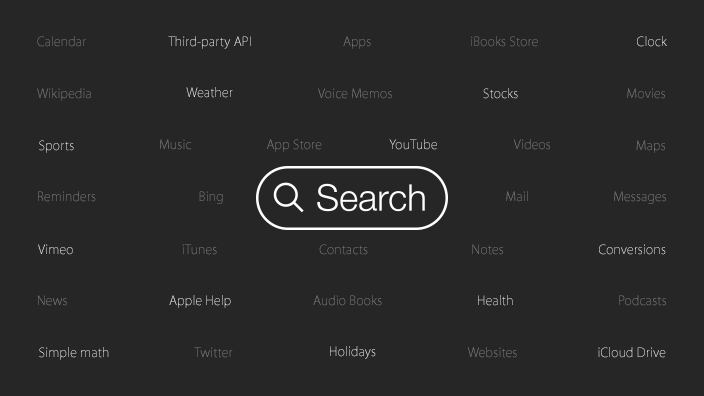 Calendar Third-party API Apps iBooks Store Clock
Wikipedia Weather Voice Memos Stocks Movies
Sports Music App Store YouTube Videos Maps
Reminders Bing Search Mail Messages
Vimeo iTunes Contacts Notes Conversions
News Apple Help Audio Books Health Podcasts
Simple math Twitter Holidays Websites iCloud Drive